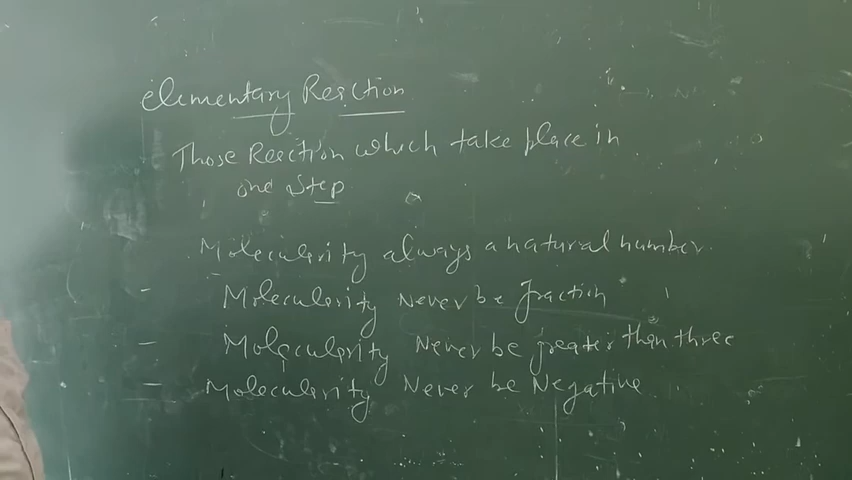 Elementary Reaction
Those Reaction which take place in
one step
Molecularity always a natural number.
- Molecularity Never be fraction
- Molecularity Never be greater than three
- Molecularity Never be Negative.